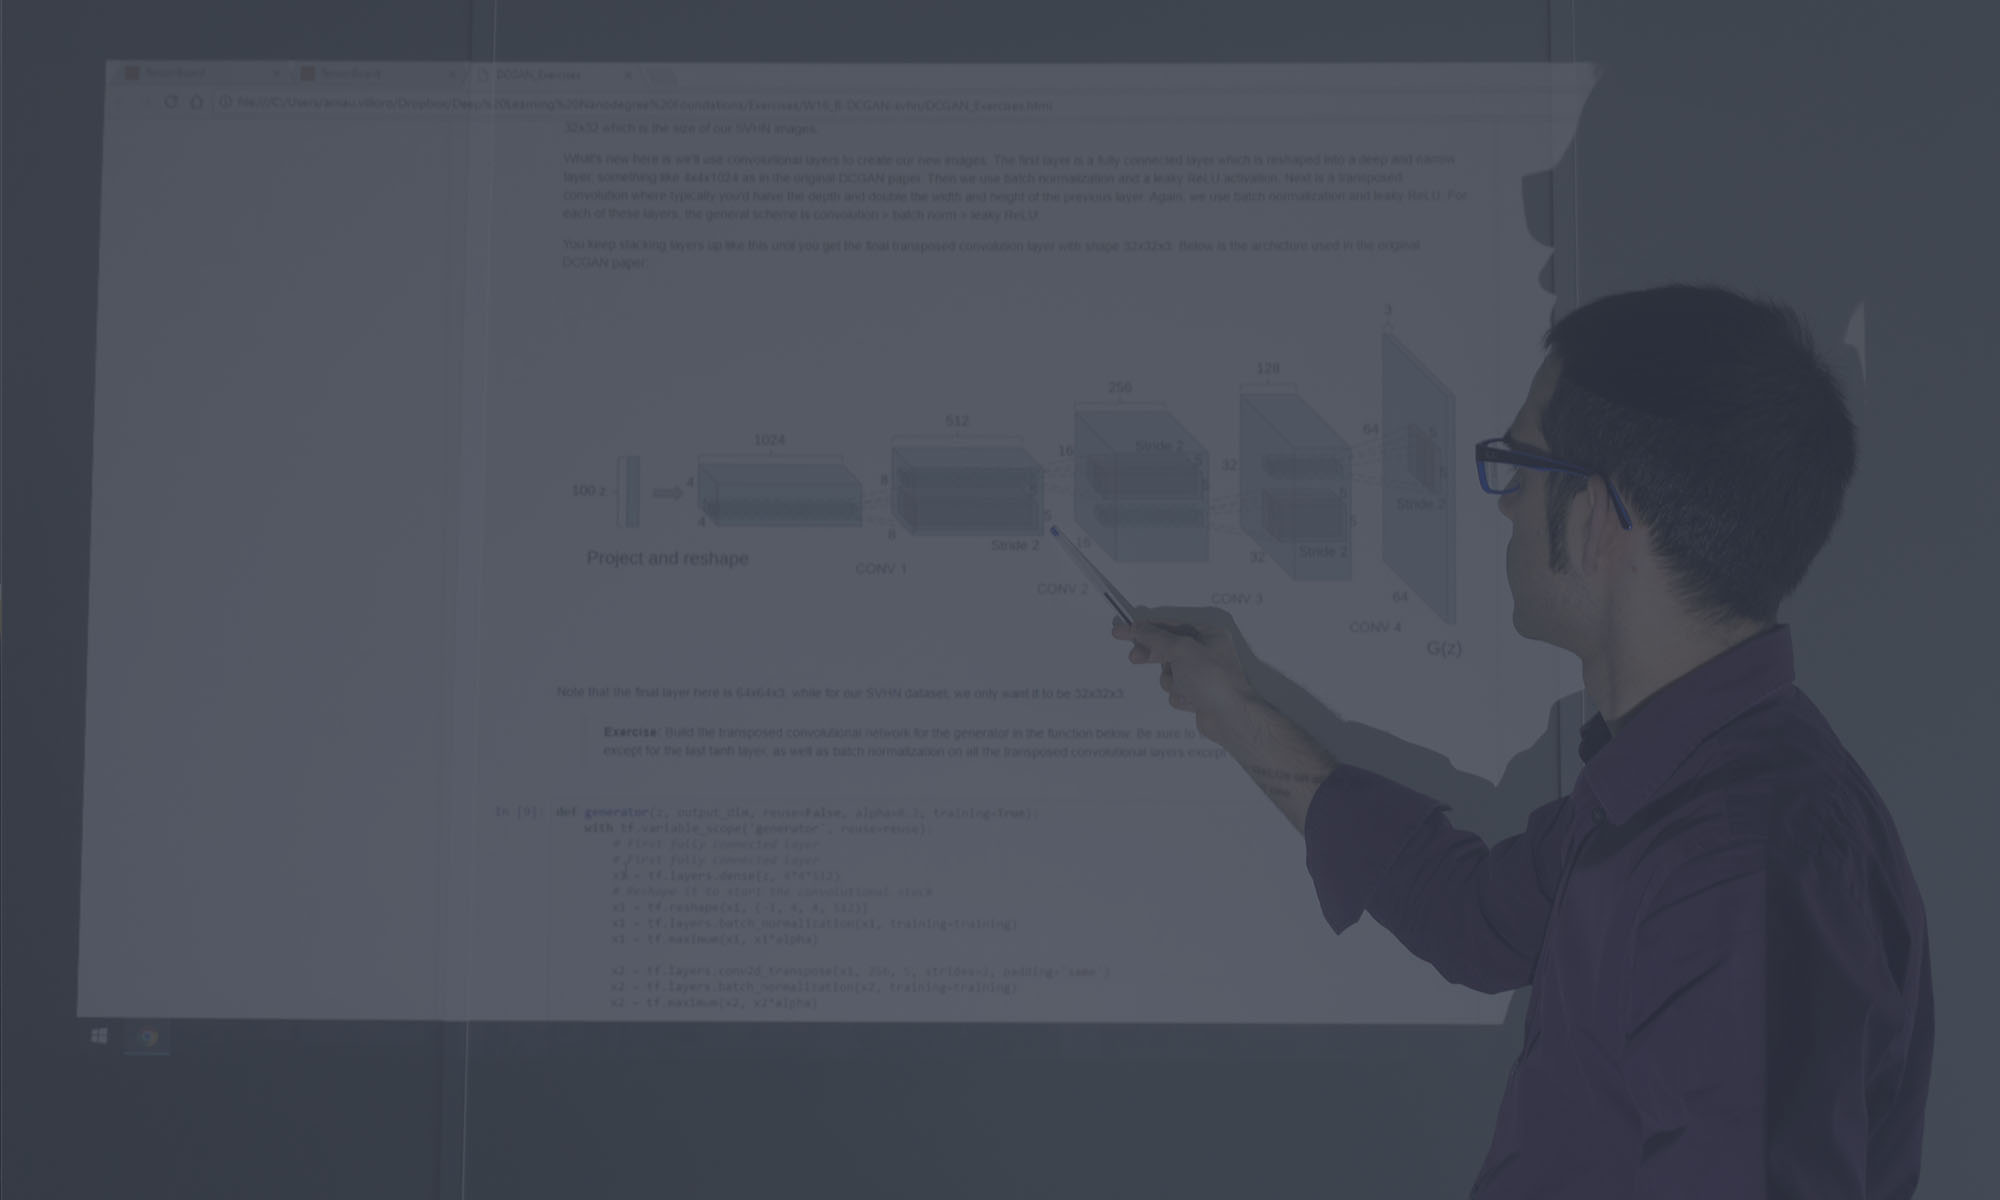 TensorBoard
TensorBoard
DCGAN_Exercises
file:///C:/Users/arnau.villoro/Dropbox/Deep%20Learning%20Nanodegree%20Foundations/Exercises/W16_6-DCGAN-svhn/DCGAN_Exercises.html
32x32 which is the size of our SVHN images.
What's new here is we'll use convolutional layers to create our new images. The first layer is a fully connected layer which is reshaped into a deep and narrow
layer, something like 4x4x1024 as in the original DCGAN paper. Then we use batch normalization and a leaky ReLU activation. Next is a transposed
convolution where typically you'd halve the depth and double the width and height of the previous layer. Again, we use batch normalization and leaky ReLU. For
each of these layers, the general scheme is convolution > batch norm > leaky ReLU.
You keep stacking layers up like this until you get the final transposed convolution layer with shape 32x32x3. Below is the archicture used in the original
DCGAN paper:
3
128
256
512
1024
64
16
Stride 2
5
5
32
5
8
4
100 z
5
5
5
5
Stride 2
4
8
5
Stride 2
16
Stride 2
32
Project and reshape
CONV 1
CONV 2
CONV 3
64
CONV 4
G(z)
Note that the final layer here is 64x64x3, while for our SVHN dataset, we only want it to be 32x32x3.
Exercise: Build the transposed convolutional network for the generator in the function below. Be sure to
except for the last tanh layer, as well as batch normalization on all the transposed convolutional layers except
In [9]: def generator(z, output_dim, reuse=False, alpha=0.2, training=True):
with tf.variable_scope('generator', reuse=reuse):
# First fully connected layer
# First fully connected layer
x1 = tf.layers.dense(z, 4*4*512)
# Reshape it to start the convolutional stack
x1 = tf.reshape(x1, (-1, 4, 4, 512))
x1 = tf.layers.batch_normalization(x1, training=training)
x1 = tf.maximum(x1, x1*alpha)
x2 = tf.layers.conv2d_transpose(x1, 256, 5, strides=2, padding='same')
x2 = tf.layers.batch_normalization(x2, training=training)
x2 = tf.maximum(x2, x2*alpha)